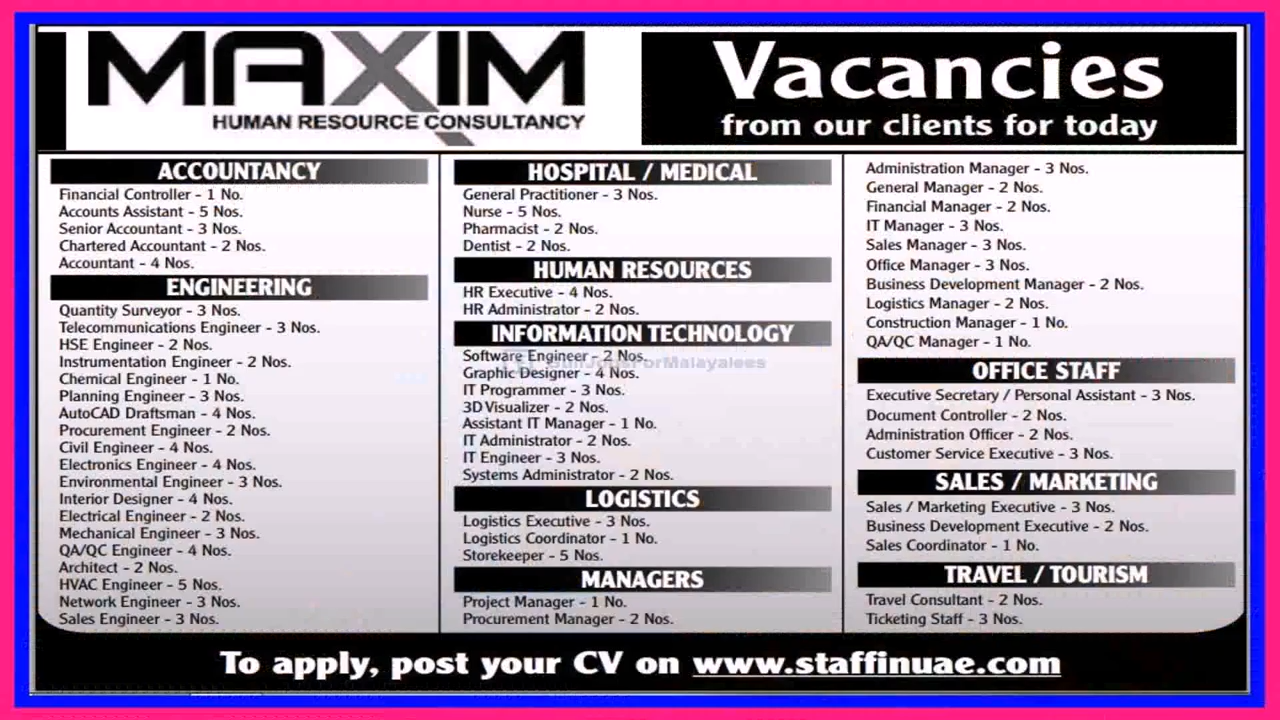 MAXIM
HUMAN RESOURCE CONSULTANCY
Vacancies
from our clients for today
ACCOUNTANCY
Financial Controller - 1 No.
Accounts Assistant - 5 Nos.
Senior Accountant - 3 Nos.
Chartered Accountant - 2 Nos.
Accountant - 4 Nos.
ENGINEERING
Quantity Surveyor - 3 Nos.
Telecommunications Engineer - 3 Nos.
HSE Engineer - 2 Nos.
Instrumentation Engineer - 2 Nos.
Chemical Engineer - 1 No.
Planning Engineer - 3 Nos.
AutoCAD Draftsman - 4 Nos.
Procurement Engineer - 2 Nos.
Civil Engineer - 4 Nos.
Electronics Engineer - 4 Nos.
Environmental Engineer - 3 Nos.
Interior Designer - 4 Nos.
Electrical Engineer - 2 Nos.
Mechanical Engineer - 3 Nos.
QA/QC Engineer - 4 Nos.
Architect - 2 Nos.
HVAC Engineer - 5 Nos.
Network Engineer - 3 Nos.
Sales Engineer - 3 Nos.
HOSPITAL / MEDICAL
General Practitioner - 3 Nos.
Nurse - 5 Nos.
Pharmacist - 2 Nos.
Dentist - 2 Nos.
HUMAN RESOURCES
HR Executive - 4 Nos.
HR Administrator - 2 Nos.
INFORMATION TECHNOLOGY
Software Engineer - 2 Nos.
GulfJobsForMalayalees
Graphic Designer - 4 Nos.
IT Programmer - 3 Nos.
3D Visualizer - 2 Nos.
Assistant IT Manager - 1 No.
IT Administrator - 2 Nos.
IT Engineer - 3 Nos.
Systems Administrator - 2 Nos.
LOGISTICS
Logistics Executive - 3 Nos.
Logistics Coordinator - 1 No.
Storekeeper - 5 Nos.
MANAGERS
Project Manager - 1 No.
Procurement Manager - 2 Nos.
Administration Manager - 3 Nos.
General Manager - 2 Nos.
Financial Manager - 2 Nos.
IT Manager - 3 Nos.
Sales Manager - 3 Nos.
Office Manager - 3 Nos.
Business Development Manager - 2 Nos.
Logistics Manager - 2 Nos.
Construction Manager - 1 No.
QA/QC Manager - 1 No.
OFFICE STAFF
Executive Secretary / Personal Assistant - 3 Nos.
Document Controller - 2 Nos.
Administration Officer - 2 Nos.
Customer Service Executive - 3 Nos.
SALES / MARKETING
Sales / Marketing Executive - 3 Nos.
Business Development Executive - 2 Nos.
Sales Coordinator - 1 No.
TRAVEL / TOURISM
Travel Consultant - 2 Nos.
Ticketing Staff - 3 Nos.
To apply, post your CV on www.staffinuae.com